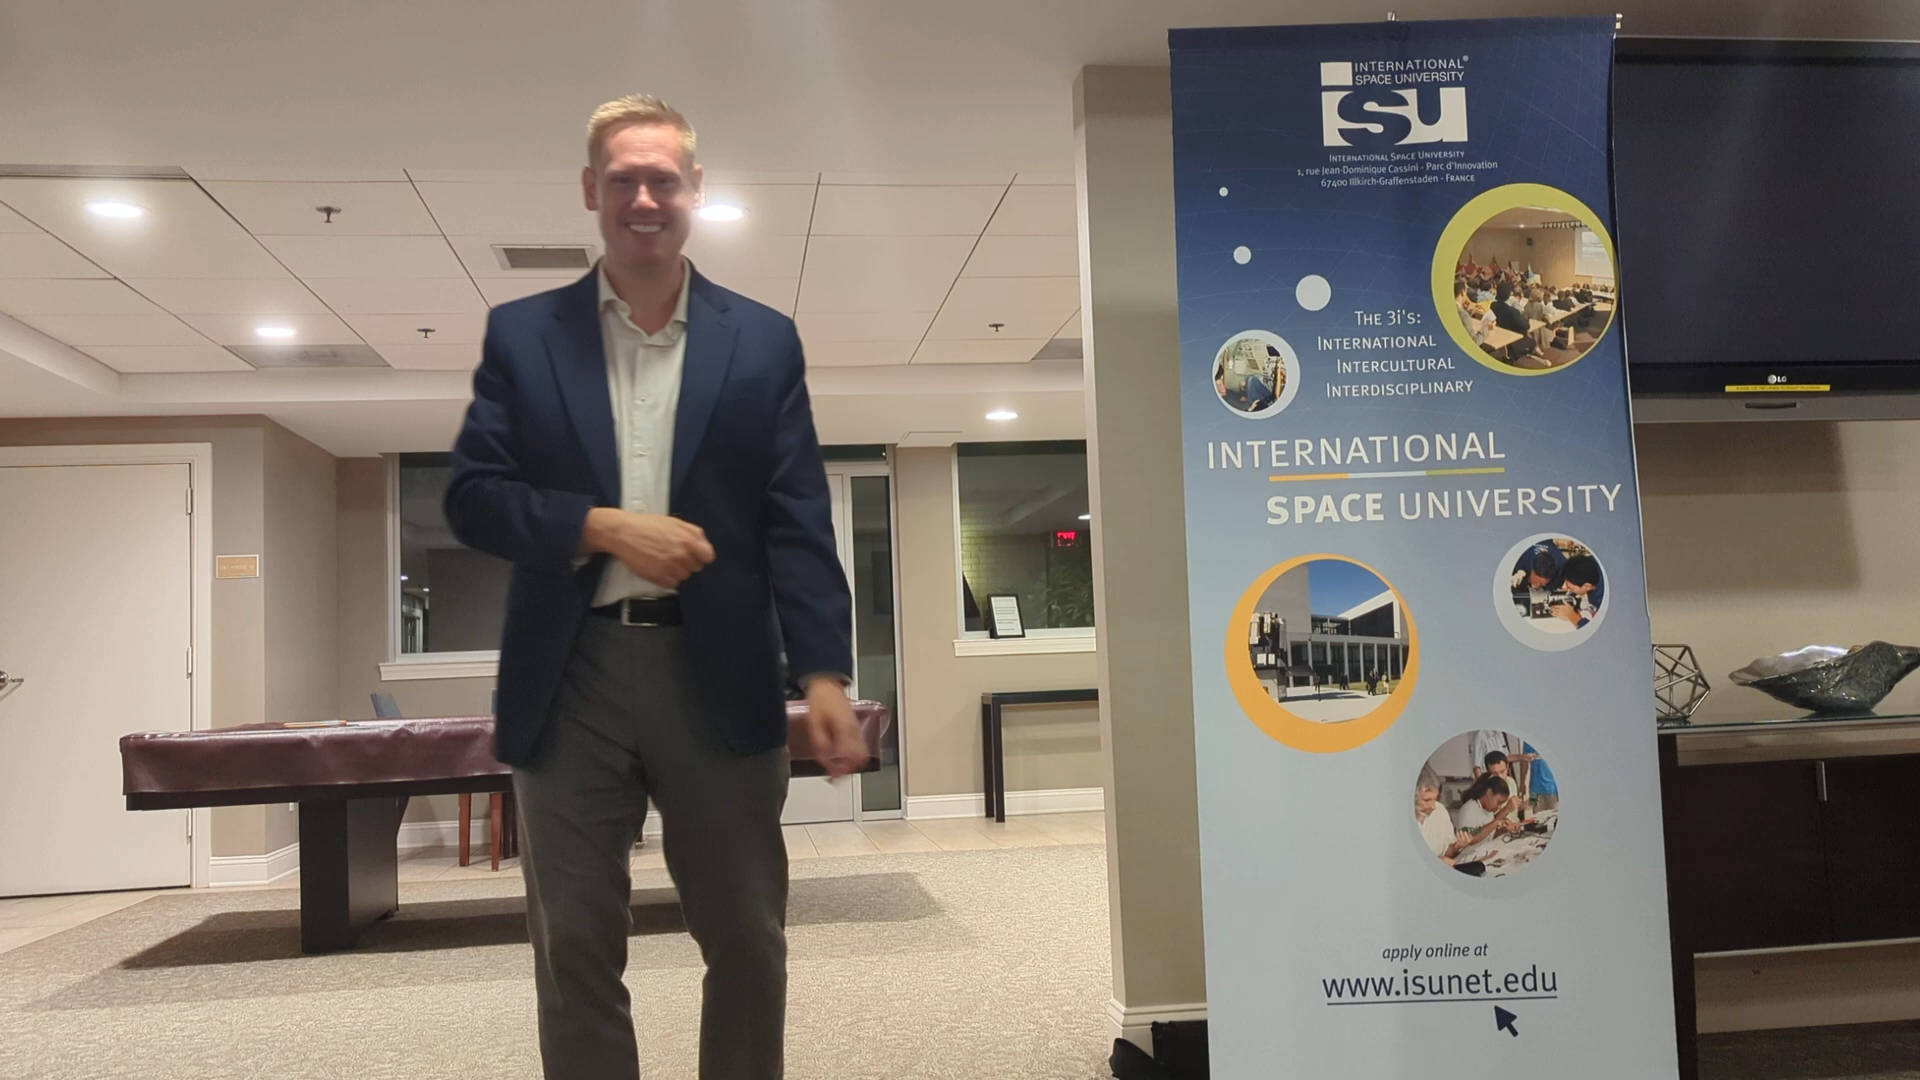 INTERNATIONAL®
SPACE UNIVERSITY
isu
INTERNATIONAL SPACE UNIVERSITY
1, rue Jean-Dominique Cassini - Parc d'Innovation
67400 Illkirch-Graffenstaden - FRANCE
THE 3i's:
INTERNATIONAL
INTERCULTURAL
INTERDISCIPLINARY
INTERNATIONAL
SPACE UNIVERSITY
apply online at
www.isunet.edu
LG
EXIT